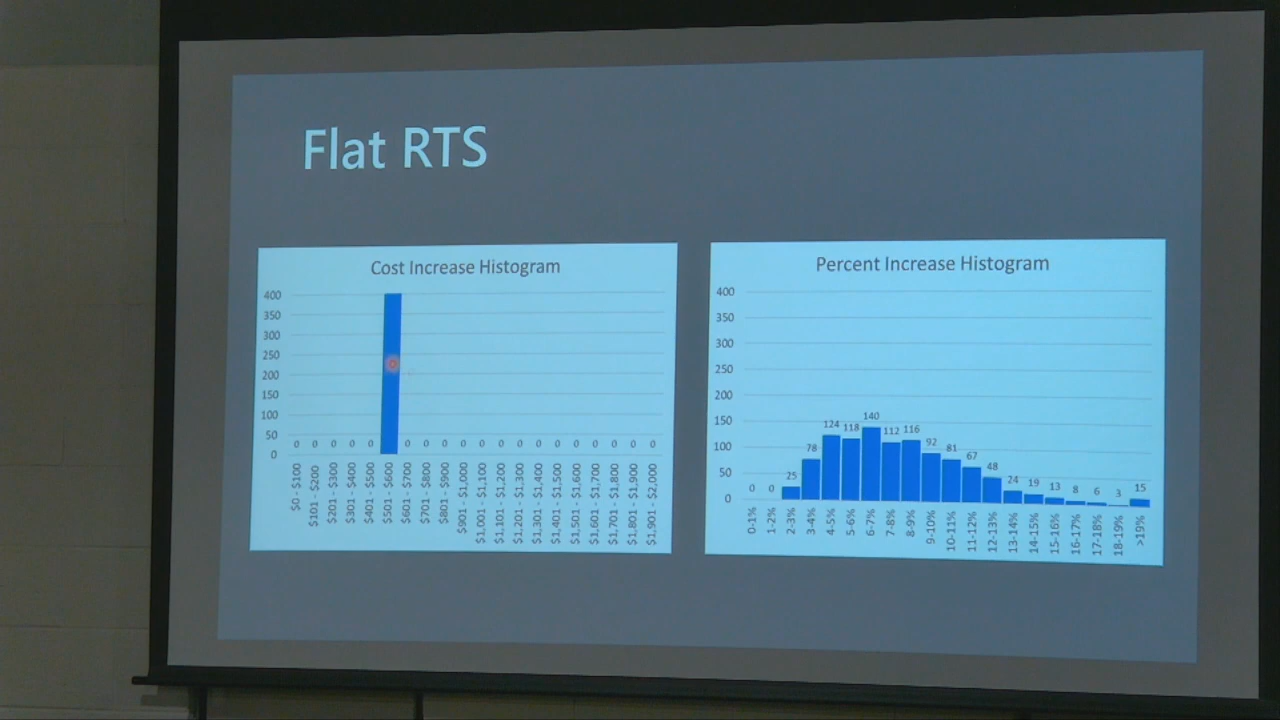 Flat RTS
Cost Increase Histogram
400
350
300
250
200
150
100
50
0
0 0 0 0 0 0 0 0 0 0 0 0 0 0 0 0 0 0 0
$0 - $100
$101 - $200
$201 - $300
$301 - $400
$401 - $500
$501 - $600
$601 - $700
$701 - $800
$801 - $900
$901 - $1,000
$1,001 - $1,100
$1,101 - $1,200
$1,201 - $1,300
$1,301 - $1,400
$1,401 - $1,500
$1,501 - $1,600
$1,601 - $1,700
$1,701 - $1,800
$1,801 - $1,900
$1,901 - $2,000
Percent Increase Histogram
400
350
300
250
200
150
100
50
0
0 0 25 78 124 118 140 112 116 92 81 67 48 24 19 13 8 6 3 15
0-1%
1-2%
2-3%
3-4%
4-5%
5-6%
6-7%
7-8%
8-9%
9-10%
10-11%
11-12%
12-13%
13-14%
14-15%
15-16%
16-17%
17-18%
18-19%
>19%